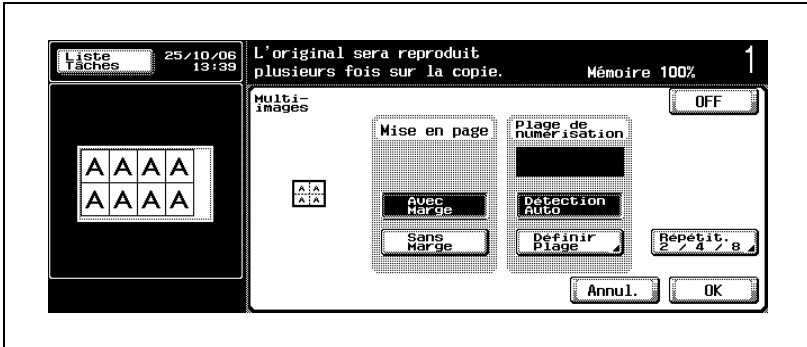 Liste
Tâches
25/10/06
13:39
L'original sera reproduit
plusieurs fois sur la copie.
Mémoire 100%
1
Multi-
images
OFF
Mise en page
Plage de
numérisation
A A A A
A A A A
A A
A A
Avec
Marge
Détection
Auto
Sans
Marge
Définir
Plage
Répétit.
2 / 4 / 8
Annul.
OK